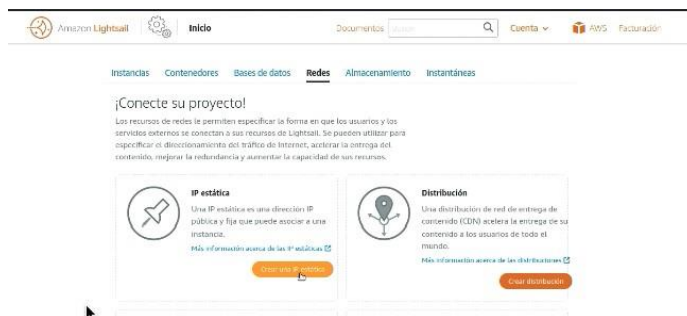 Amazon Lightsail Inicio Documentos Cuenta AWS Facturación
Instancias Contenedores Bases de datos Redes Almacenamiento Instantáneas
¡Conecte su proyecto!
Los recursos de redes le permiten especificar la forma en que los usuarios y los
servicios externos se conectan a sus recursos de Lightsail. Se pueden utilizar para
especificar el direccionamiento del tráfico de Internet, acelerar la entrega del
contenido, mejorar la redundancia y aumentar la capacidad de sus recursos.
IP estática
Una IP estática es una dirección IP
pública y fija que puede asociar a una
instancia.
Más información acerca de las IP estáticas
Crear una IP estática
Distribución
Una distribución de red de entrega de
contenido (CDN) acelera la entrega de su
contenido a los usuarios de todo el
mundo.
Más información acerca de las distribuciones
Crear distribución